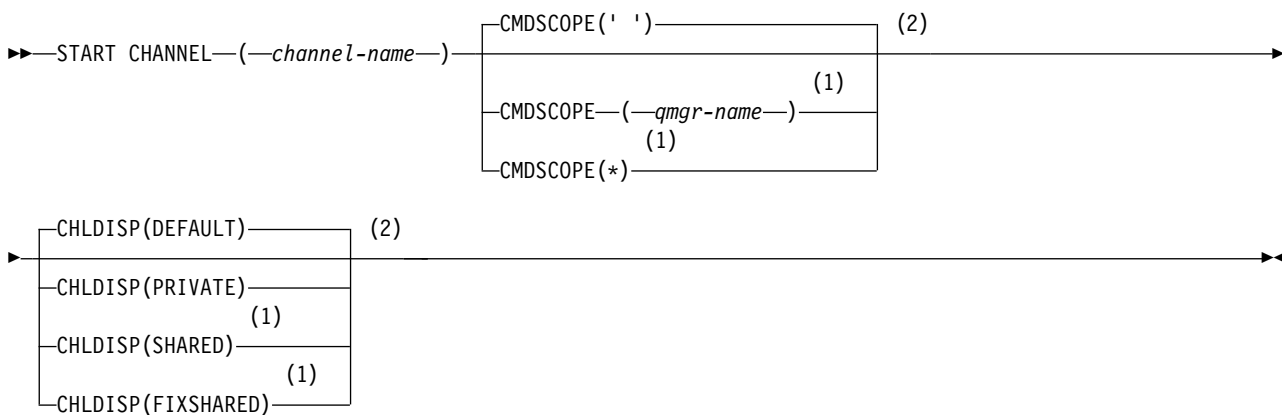 CMDSCOPE(' ') (2)
START CHANNEL ( channel-name )
(1)
CMDSCOPE ( qmgr-name )
(1)
CMDSCOPE(*)
CHLDISP(DEFAULT) (2)
CHLDISP(PRIVATE)
(1)
CHLDISP(SHARED)
(1)
CHLDISP(FIXSHARED)